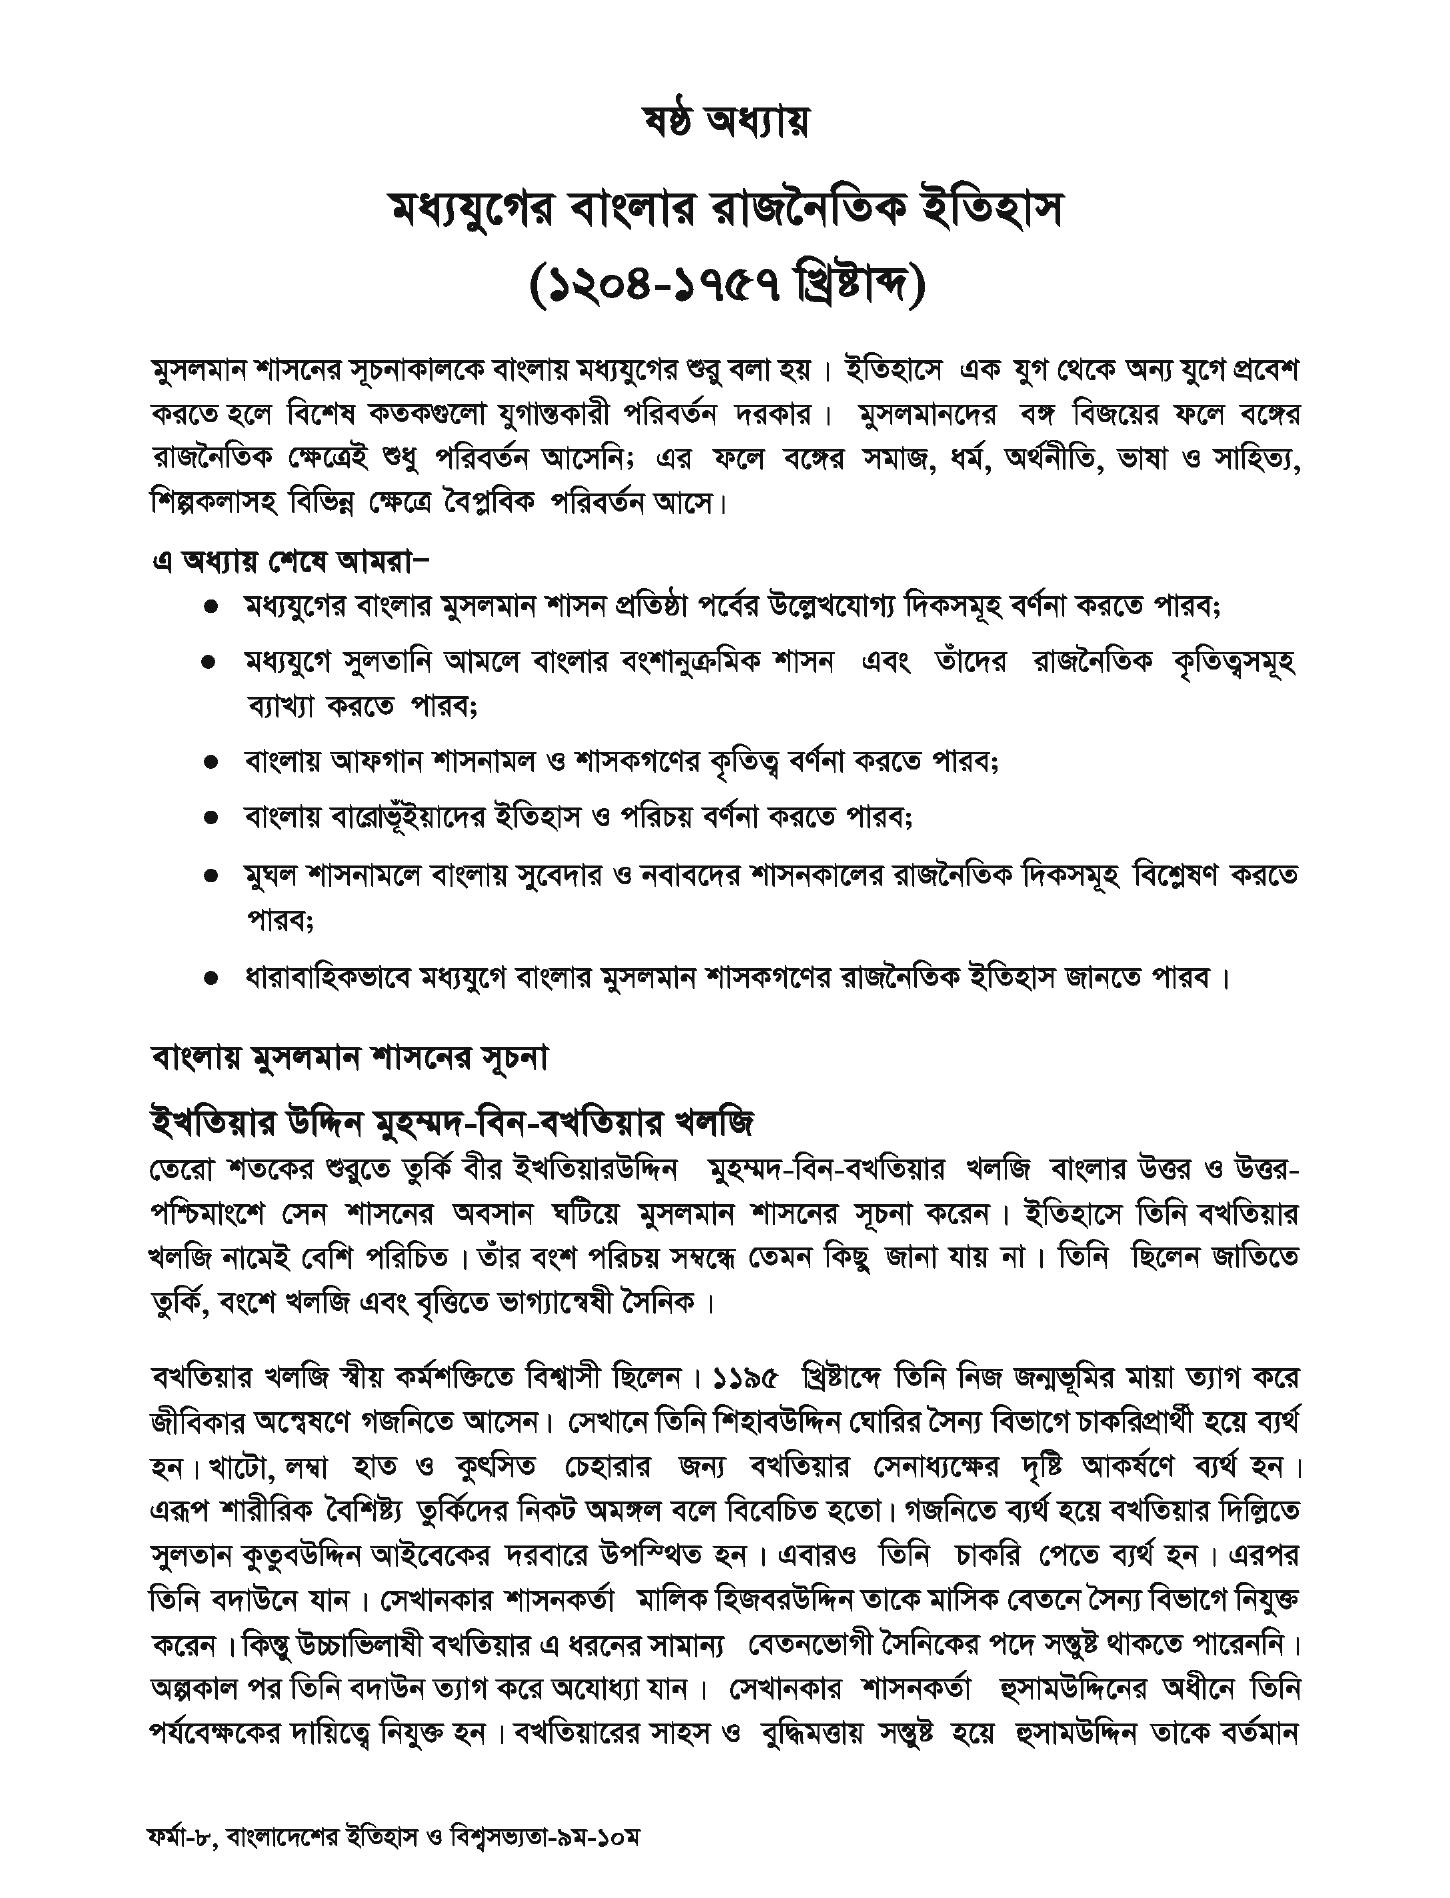 ষষ্ঠ অধ্যায়
মধ্যযুগের বাংলার রাজনৈতিক ইতিহাস
(১২০৪-১৭৫৭ খ্রিষ্টাব্দ)
মুসলমান শাসনের সূচনাকালকে বাংলায় মধ্যযুগের শুরু বলা হয়। ইতিহাসে এক যুগ থেকে অন্য যুগে প্রবেশ
করতে হলে বিশেষ কতকগুলো যুগান্তকারী পরিবর্তন দরকার। মুসলমানদের বঙ্গ বিজয়ের ফলে বঙ্গের
রাজনৈতিক ক্ষেত্রেই শুধু পরিবর্তন আসেনি; এর ফলে বঙ্গের সমাজ, ধর্ম, অর্থনীতি, ভাষা ও সাহিত্য,
শিল্পকলাসহ বিভিন্ন ক্ষেত্রে বৈপ্লবিক পরিবর্তন আসে।
এ অধ্যায় শেষে আমরা–
● মধ্যযুগের বাংলার মুসলমান শাসন প্রতিষ্ঠা পর্বের উল্লেখযোগ্য দিকসমূহ বর্ণনা করতে পারব;
● মধ্যযুগে সুলতানি আমলে বাংলার বংশানুক্রমিক শাসন এবং তাঁদের রাজনৈতিক কৃতিত্বসমূহ
ব্যাখ্যা করতে পারব;
● বাংলায় আফগান শাসনামল ও শাসকগণের কৃতিত্ব বর্ণনা করতে পারব;
● বাংলায় বারোভূঁইয়াদের ইতিহাস ও পরিচয় বর্ণনা করতে পারব;
● মুঘল শাসনামলে বাংলায় সুবেদার ও নবাবদের শাসনকালের রাজনৈতিক দিকসমূহ বিশ্লেষণ করতে
পারব;
● ধারাবাহিকভাবে মধ্যযুগে বাংলার মুসলমান শাসকগণের রাজনৈতিক ইতিহাস জানতে পারব।
বাংলায় মুসলমান শাসনের সূচনা
ইখতিয়ার উদ্দিন মুহম্মদ-বিন-বখতিয়ার খলজি
তেরো শতকের শুরুতে তুর্কি বীর ইখতিয়ারউদ্দিন মুহম্মদ-বিন-বখতিয়ার খলজি বাংলার উত্তর ও উত্তর-
পশ্চিমাংশে সেন শাসনের অবসান ঘটিয়ে মুসলমান শাসনের সূচনা করেন। ইতিহাসে তিনি বখতিয়ার
খলজি নামেই বেশি পরিচিত। তাঁর বংশ পরিচয় সম্বন্ধে তেমন কিছু জানা যায় না। তিনি ছিলেন জাতিতে
তুর্কি, বংশে খলজি এবং বৃত্তিতে ভাগ্যান্বেষী সৈনিক।
বখতিয়ার খলজি স্বীয় কর্মশক্তিতে বিশ্বাসী ছিলেন। ১১৯৫ খ্রিষ্টাব্দে তিনি নিজ জন্মভূমির মায়া ত্যাগ করে
জীবিকার অন্বেষণে গজনিতে আসেন। সেখানে তিনি শিহাবউদ্দিন ঘোরির সৈন্য বিভাগে চাকরিপ্রার্থী হয়ে ব্যর্থ
হন। খাটো, লম্বা হাত ও কুৎসিত চেহারার জন্য বখতিয়ার সেনাধ্যক্ষের দৃষ্টি আকর্ষণে ব্যর্থ হন।
এরূপ শারীরিক বৈশিষ্ট্য তুর্কিদের নিকট অমঙ্গল বলে বিবেচিত হতো। গজনিতে ব্যর্থ হয়ে বখতিয়ার দিল্লিতে
সুলতান কুতুবউদ্দিন আইবেকের দরবারে উপস্থিত হন। এবারও তিনি চাকরি পেতে ব্যর্থ হন। এরপর
তিনি বদাউনে যান। সেখানকার শাসনকর্তা মালিক হিজবরউদ্দিন তাকে মাসিক বেতনে সৈন্য বিভাগে নিযুক্ত
করেন। কিন্তু উচ্চাভিলাষী বখতিয়ার এ ধরনের সামান্য বেতনভোগী সৈনিকের পদে সন্তুষ্ট থাকতে পারেননি।
অল্পকাল পর তিনি বদাউন ত্যাগ করে অযোধ্যা যান। সেখানকার শাসনকর্তা হুসামউদ্দিনের অধীনে তিনি
পর্যবেক্ষকের দায়িত্বে নিযুক্ত হন। বখতিয়ারের সাহস ও বুদ্ধিমত্তায় সন্তুষ্ট হয়ে হুসামউদ্দিন তাকে বর্তমান
ফর্মা-৮, বাংলাদেশের ইতিহাস ও বিশ্বসভ্যতা-৯ম-১০ম